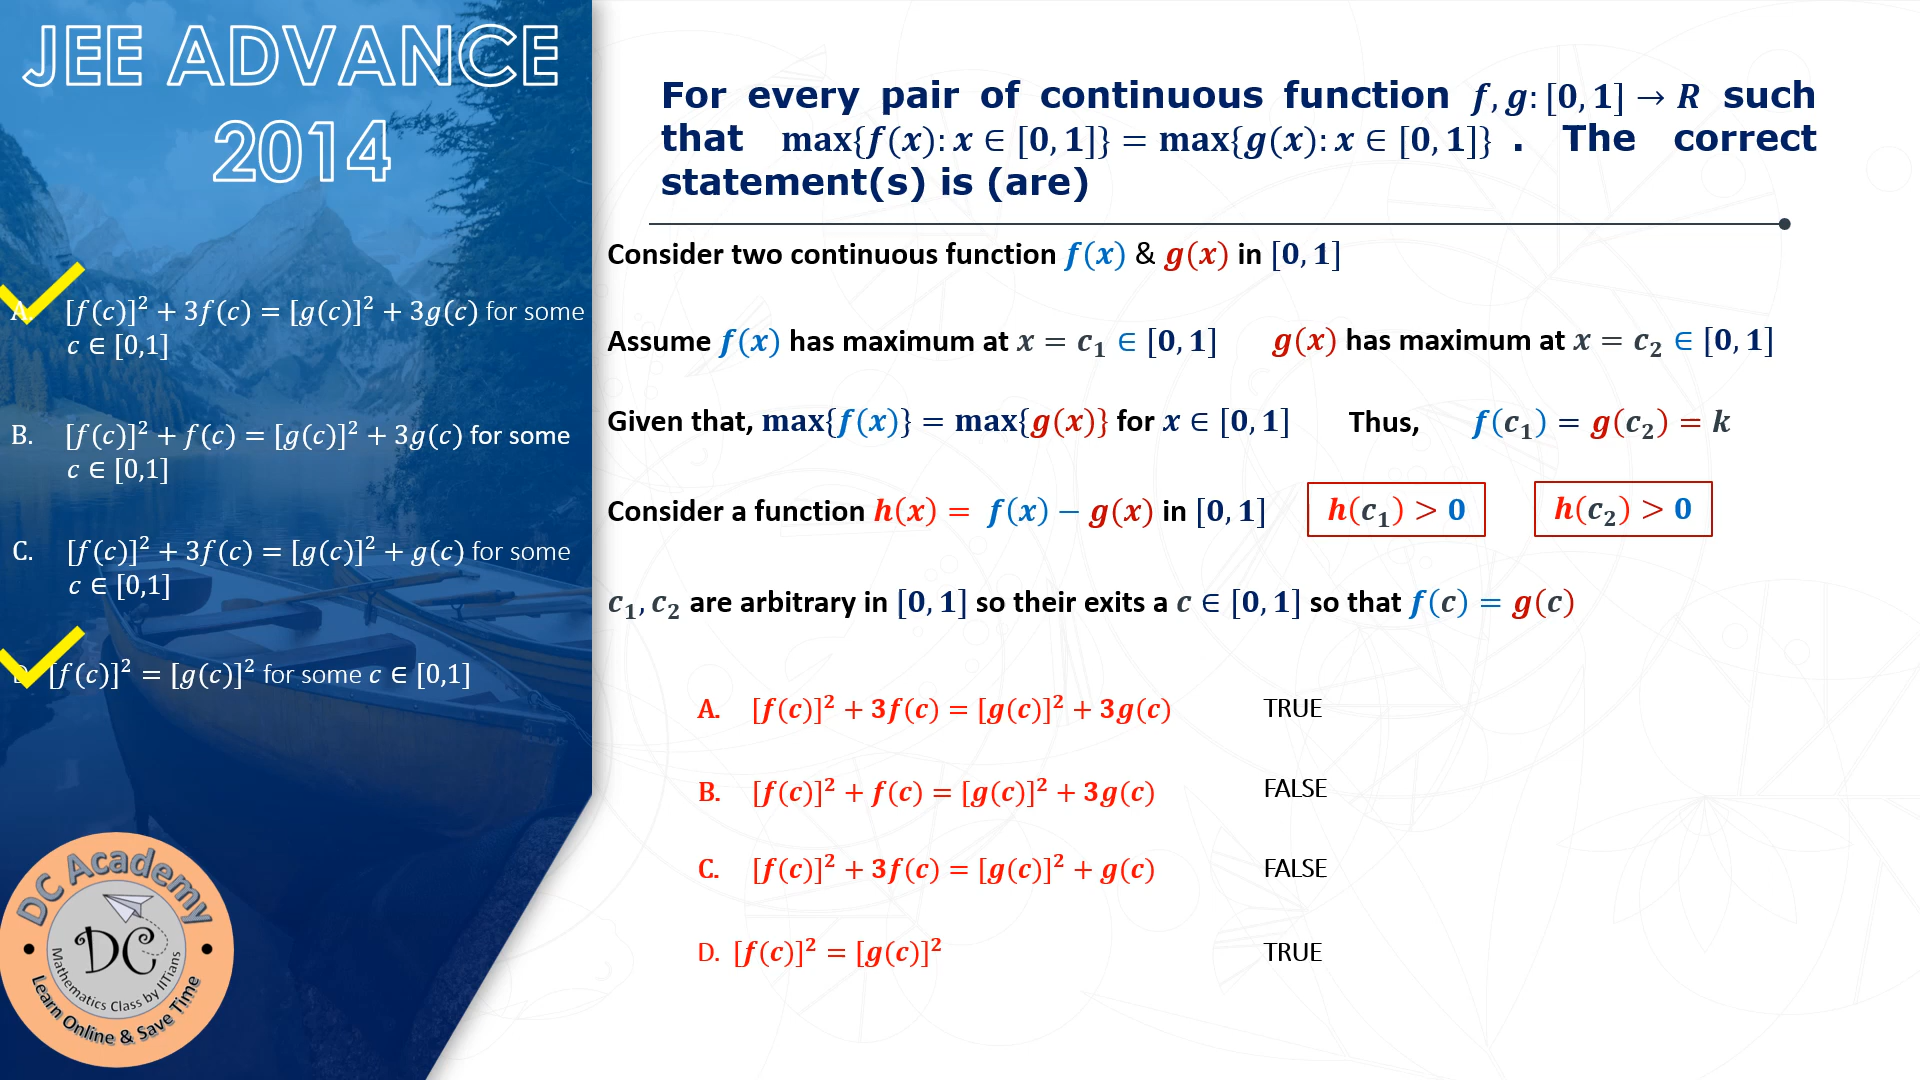 JEE ADVANCE
2014
A. [f(c)]² + 3f(c) = [g(c)]² + 3g(c) for some
c ∈ [0,1]
B. [f(c)]² + f(c) = [g(c)]² + 3g(c) for some
c ∈ [0,1]
C. [f(c)]² + 3f(c) = [g(c)]² + g(c) for some
c ∈ [0,1]
D. [f(c)]² = [g(c)]² for some c ∈ [0,1]
DC Academy
DC
Mathematics Class by IITians
Learn Online & Save Time
For every pair of continuous function f, g: [0, 1] → R such
that max{f(x): x ∈ [0, 1]} = max{g(x): x ∈ [0, 1]} . The correct
statement(s) is (are)
Consider two continuous function f(x) & g(x) in [0, 1]
Assume f(x) has maximum at x = c₁ ∈ [0, 1] g(x) has maximum at x = c₂ ∈ [0, 1]
Given that, max{f(x)} = max{g(x)} for x ∈ [0, 1] Thus, f(c₁) = g(c₂) = k
Consider a function h(x) = f(x) − g(x) in [0, 1] h(c₁) > 0 h(c₂) > 0
c₁, c₂ are arbitrary in [0, 1] so their exits a c ∈ [0, 1] so that f(c) = g(c)
A. [f(c)]² + 3f(c) = [g(c)]² + 3g(c) TRUE
B. [f(c)]² + f(c) = [g(c)]² + 3g(c) FALSE
C. [f(c)]² + 3f(c) = [g(c)]² + g(c) FALSE
D. [f(c)]² = [g(c)]² TRUE